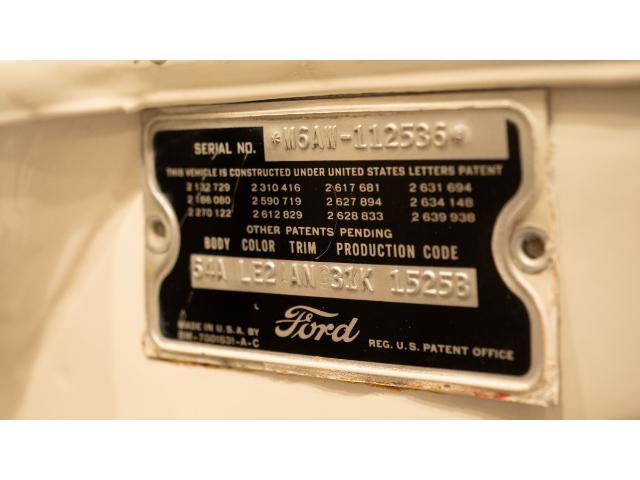 SERIAL NO. *M6AW-112536*
THIS VEHICLE IS CONSTRUCTED UNDER UNITED STATES LETTERS PATENT
2 132 729 2 310 416 2 617 681 2 631 694
2 186 080 2 590 719 2 627 894 2 634 148
2 270 122 2 612 829 2 628 833 2 639 938
OTHER PATENTS PENDING
BODY COLOR TRIM PRODUCTION CODE
64A LE2 AN 31K 1525B
MADE IN U.S.A. BY
Ford
REG. U.S. PATENT OFFICE